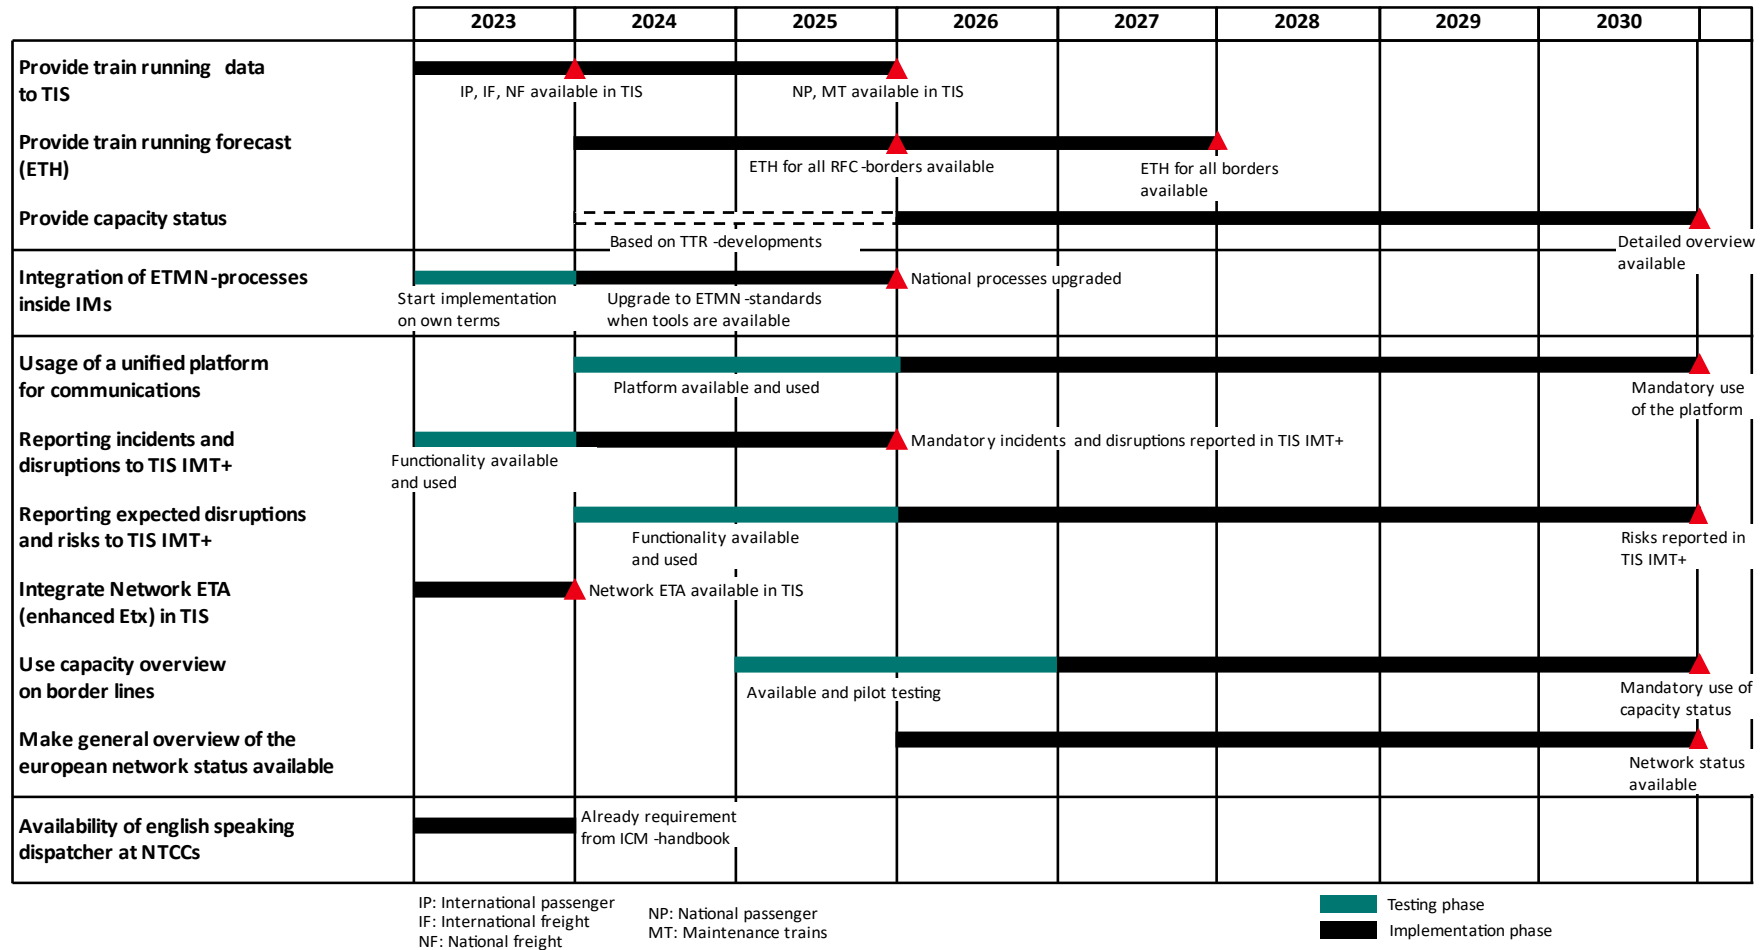 2023 2024 2025 2026 2027 2028 2029 2030
Provide train running data
to TIS
IP, IF, NF available in TIS
NP, MT available in TIS
Provide train running forecast
(ETH)
ETH for all RFC-borders available
ETH for all borders
available
Provide capacity status
Based on TTR-developments
Detailed overview
available
Integration of ETMN-processes
inside IMs
Start implementation
on own terms
Upgrade to ETMN-standards
when tools are available
National processes upgraded
Usage of a unified platform
for communications
Platform available and used
Mandatory use
of the platform
Reporting incidents and
disruptions to TIS IMT+
Functionality available
and used
Mandatory incidents and disruptions reported in TIS IMT+
Reporting expected disruptions
and risks to TIS IMT+
Functionality available
and used
Risks reported in
TIS IMT+
Integrate Network ETA
(enhanced Etx) in TIS
Network ETA available in TIS
Use capacity overview
on border lines
Available and pilot testing
Mandatory use of
capacity status
Make general overview of the
european network status available
Network status
available
Availability of english speaking
dispatcher at NTCCs
Already requirement
from ICM-handbook
IP: International passenger
IF: International freight
NF: National freight
NP: National passenger
MT: Maintenance trains
Testing phase
Implementation phase